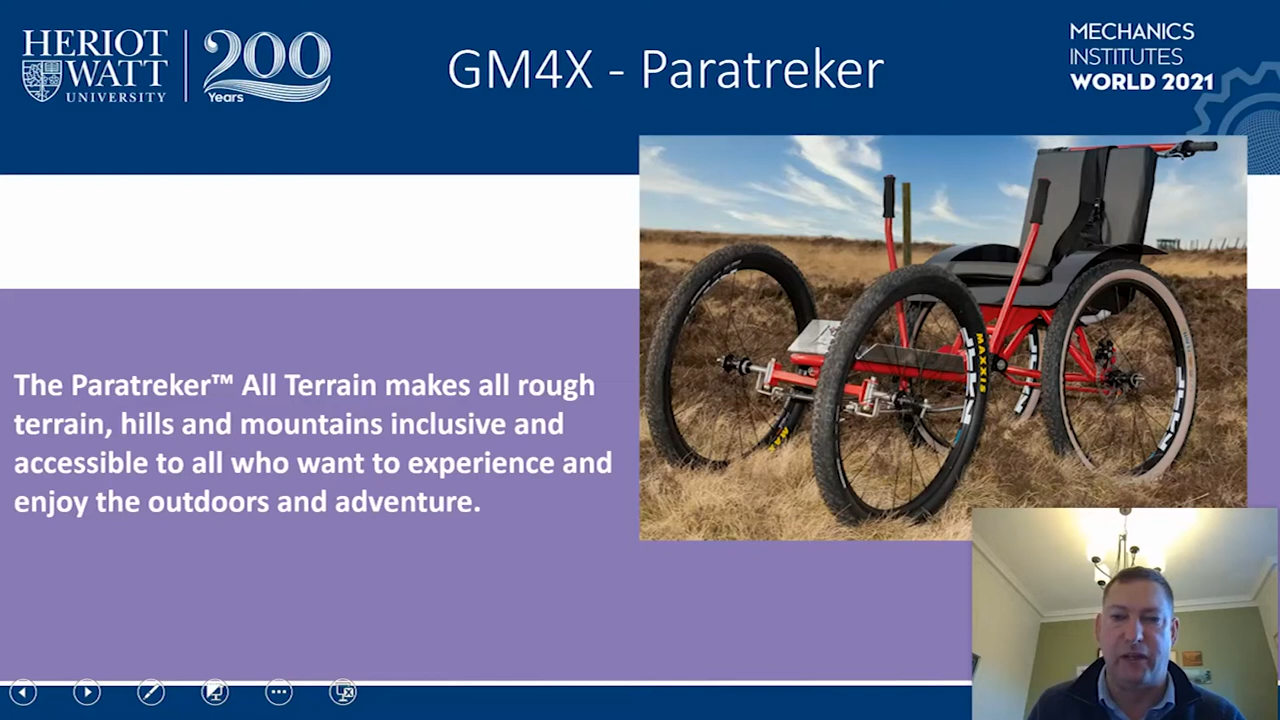 HERIOT
WATT
UNIVERSITY
200
Years
GM4X - Paratreker
MECHANICS
INSTITUTES
WORLD 2021
The Paratreker™ All Terrain makes all rough
terrain, hills and mountains inclusive and
accessible to all who want to experience and
enjoy the outdoors and adventure.
MAXXIS